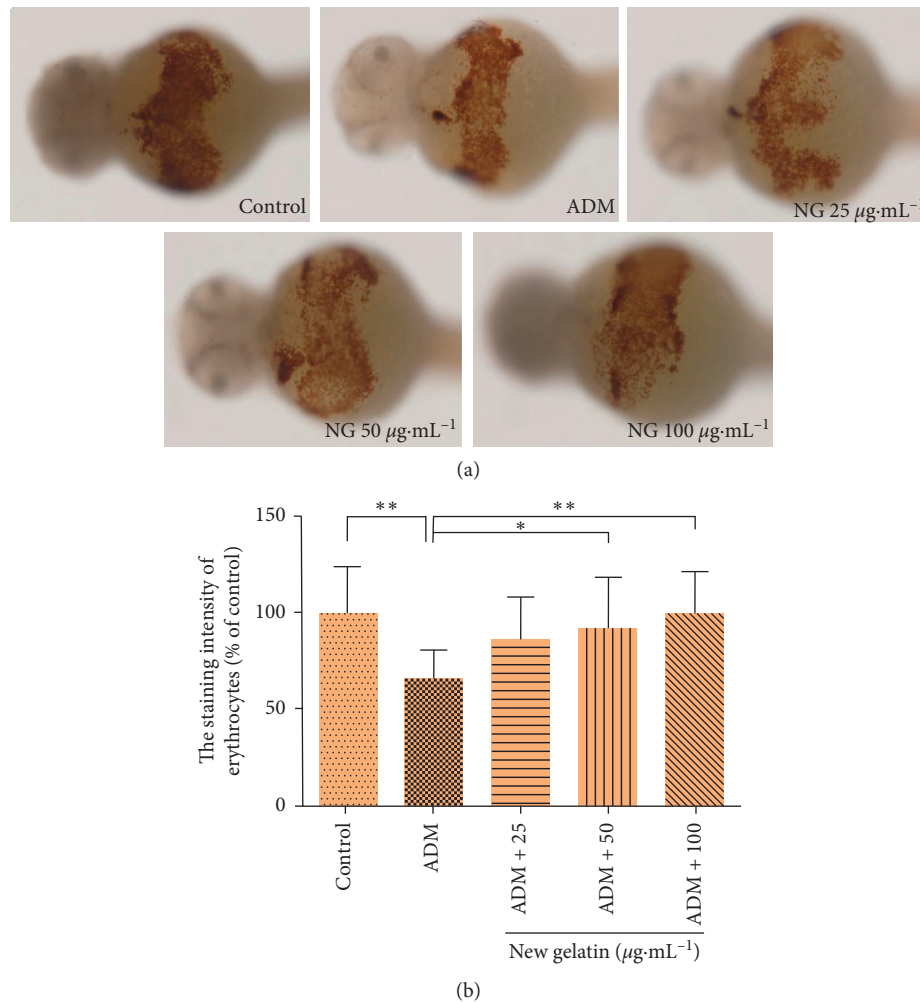 Control
ADM
NG 25 μg·mL⁻¹
NG 50 μg·mL⁻¹
NG 100 μg·mL⁻¹
(a)
**
**
*
The staining intensity of
erythrocytes (% of control)
150
100
50
0
Control
ADM
ADM + 25
ADM + 50
ADM + 100
New gelatin (μg·mL⁻¹)
(b)